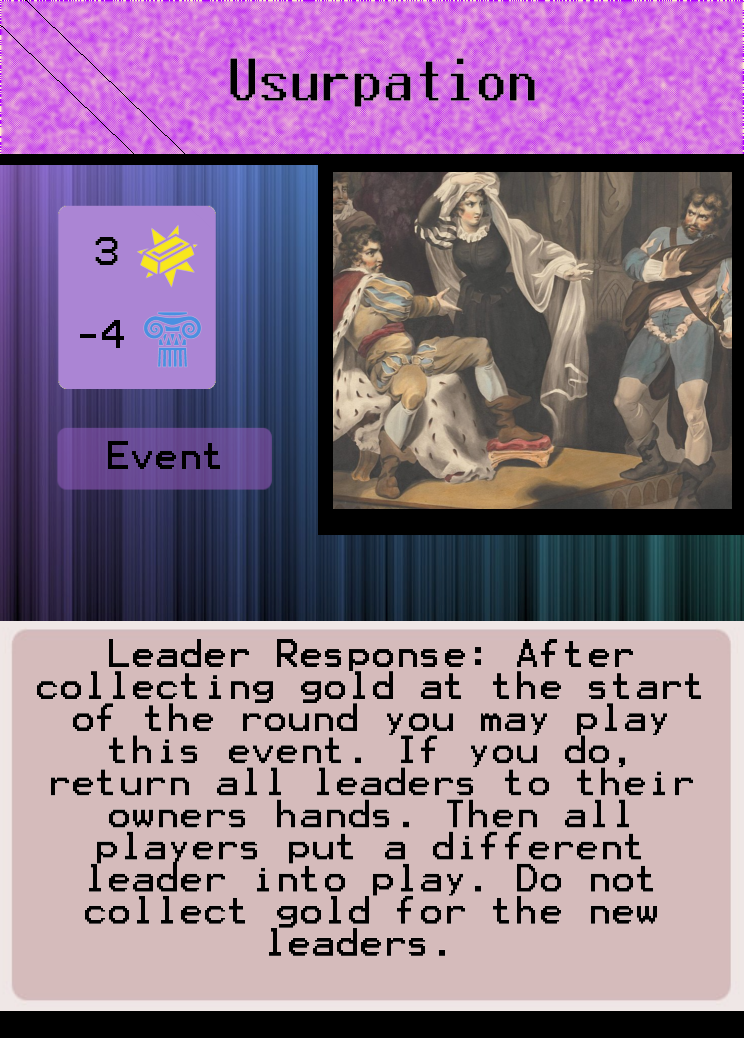 Usurpation
3
-4
Event
Leader Response: After
collecting gold at the start
of the round you may play
this event. If you do,
return all leaders to their
owners hands. Then all
players put a different
leader into play. Do not
collect gold for the new
leaders.